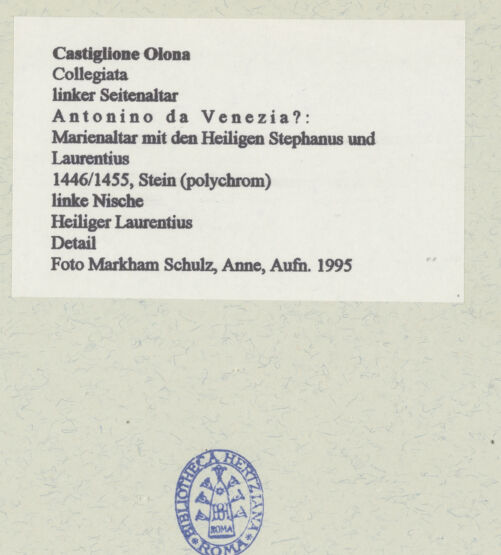 Castiglione Olona
Collegiata
linker Seitenaltar
Antonino da Venezia?:
Marienaltar mit den Heiligen Stephanus und
Laurentius
1446/1455, Stein (polychrom)
linke Nische
Heiliger Laurentius
Detail
Foto Markham Schulz, Anne, Aufn. 1995
BIBLIOTHECA HERTZIANA
ROMA
ROMA